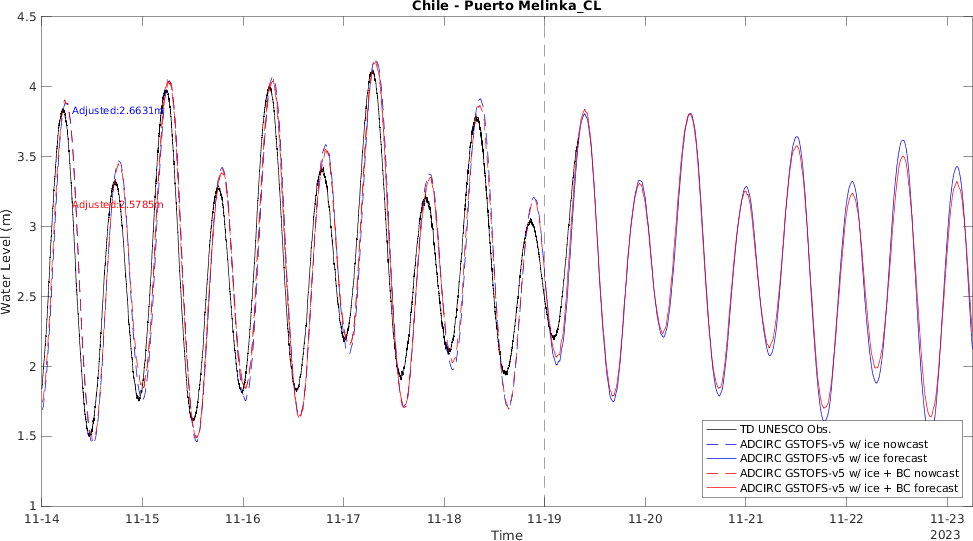 Chile - Puerto Melinka_CL
Water Level (m)
4.5
4
3.5
3
2.5
2
1.5
1
Adjusted:2.6631m
Adjusted:2.5785m
TD UNESCO Obs.
ADCIRC GSTOFS-v5 w/ ice nowcast
ADCIRC GSTOFS-v5 w/ ice forecast
ADCIRC GSTOFS-v5 w/ ice + BC nowcast
ADCIRC GSTOFS-v5 w/ ice + BC forecast
11-14 11-15 11-16 11-17 11-18 11-19 11-20 11-21 11-22 11-23
2023
Time